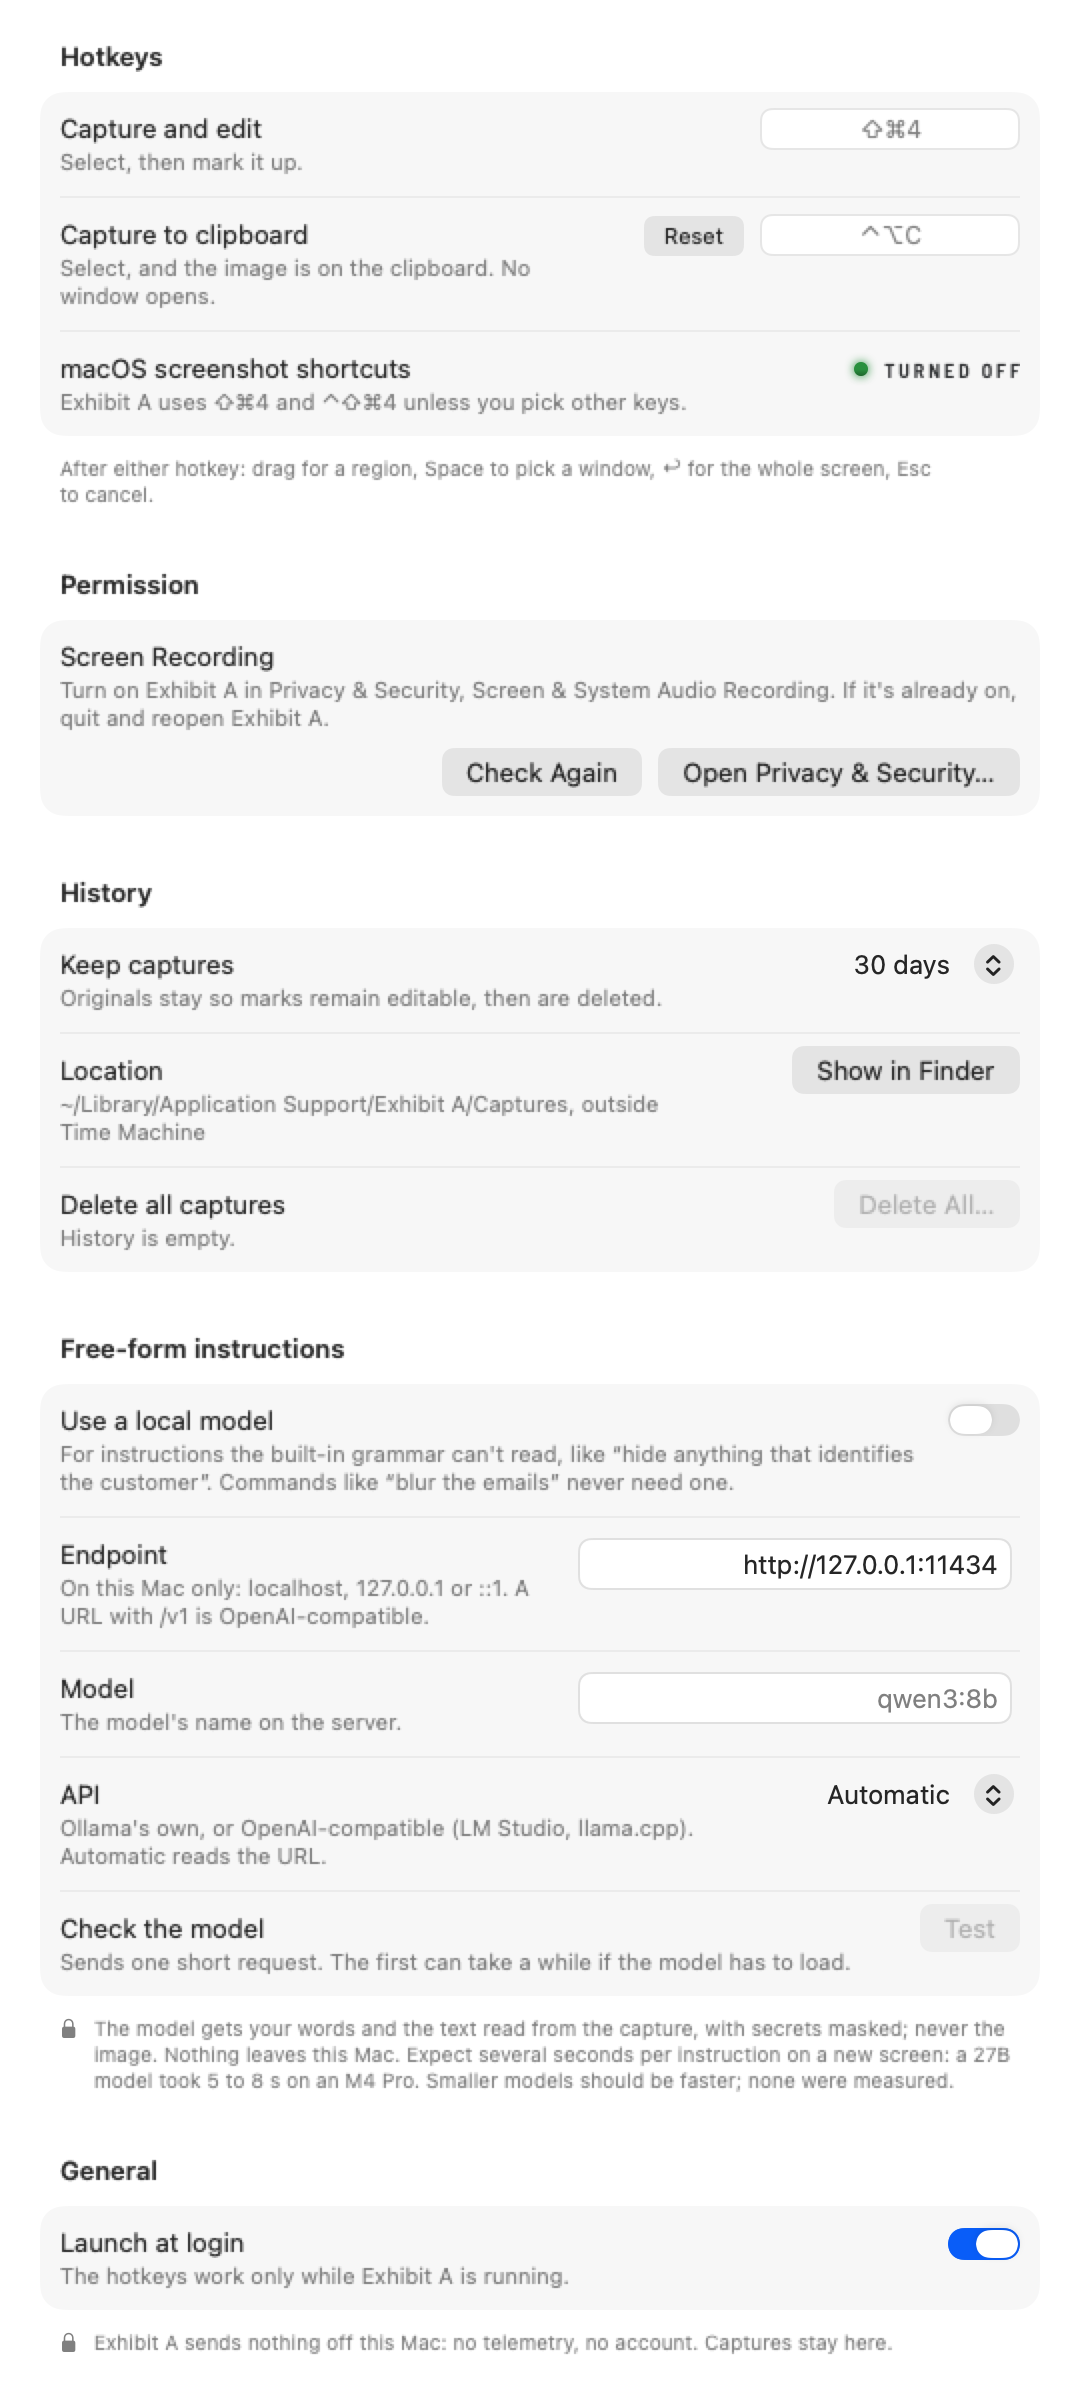 Hotkeys
Capture and edit
⇧⌘4
Select, then mark it up.
Capture to clipboard
Reset
^⌥C
Select, and the image is on the clipboard. No
window opens.
macOS screenshot shortcuts
TURNED OFF
Exhibit A uses ⇧⌘4 and ^⇧⌘4 unless you pick other keys.
After either hotkey: drag for a region, Space to pick a window, ↩ for the whole screen, Esc
to cancel.
Permission
Screen Recording
Turn on Exhibit A in Privacy & Security, Screen & System Audio Recording. If it's already on,
quit and reopen Exhibit A.
Check Again
Open Privacy & Security...
History
Keep captures
30 days
Originals stay so marks remain editable, then are deleted.
Location
Show in Finder
~/Library/Application Support/Exhibit A/Captures, outside
Time Machine
Delete all captures
Delete All...
History is empty.
Free-form instructions
Use a local model
For instructions the built-in grammar can't read, like “hide anything that identifies
the customer”. Commands like “blur the emails” never need one.
Endpoint
http://127.0.0.1:11434
On this Mac only: localhost, 127.0.0.1 or ::1. A
URL with /v1 is OpenAI-compatible.
Model
qwen3:8b
The model's name on the server.
API
Automatic
Ollama's own, or OpenAI-compatible (LM Studio, llama.cpp).
Automatic reads the URL.
Check the model
Test
Sends one short request. The first can take a while if the model has to load.
The model gets your words and the text read from the capture, with secrets masked; never the
image. Nothing leaves this Mac. Expect several seconds per instruction on a new screen: a 27B
model took 5 to 8 s on an M4 Pro. Smaller models should be faster; none were measured.
General
Launch at login
The hotkeys work only while Exhibit A is running.
Exhibit A sends nothing off this Mac: no telemetry, no account. Captures stay here.